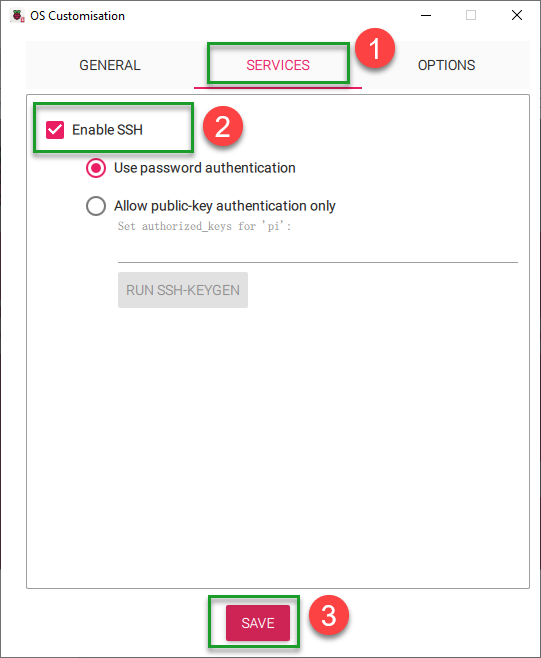 OS Customisation
GENERAL
SERVICES
1
OPTIONS
Enable SSH
2
Use password authentication
Allow public-key authentication only
Set authorized_keys for 'pi':
RUN SSH-KEYGEN
SAVE
3